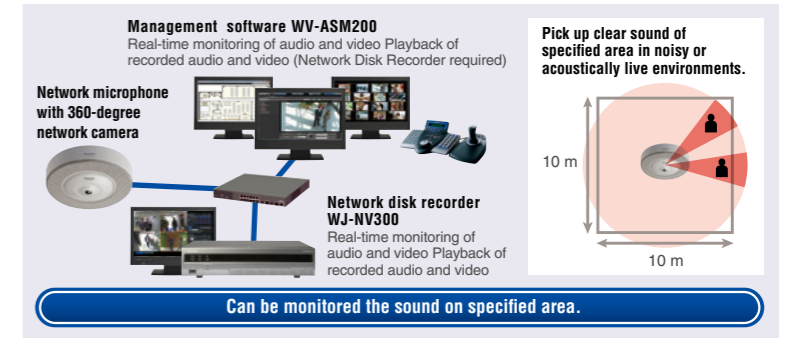 Management software WV-ASM200
Real-time monitoring of audio and video Playback of
recorded audio and video (Network Disk Recorder required)
Network microphone
with 360-degree
network camera
Network disk recorder
WJ-NV300
Real-time monitoring of
audio and video Playback of
recorded audio and video
Pick up clear sound of
specified area in noisy or
acoustically live environments.
10 m
10 m
Can be monitored the sound on specified area.